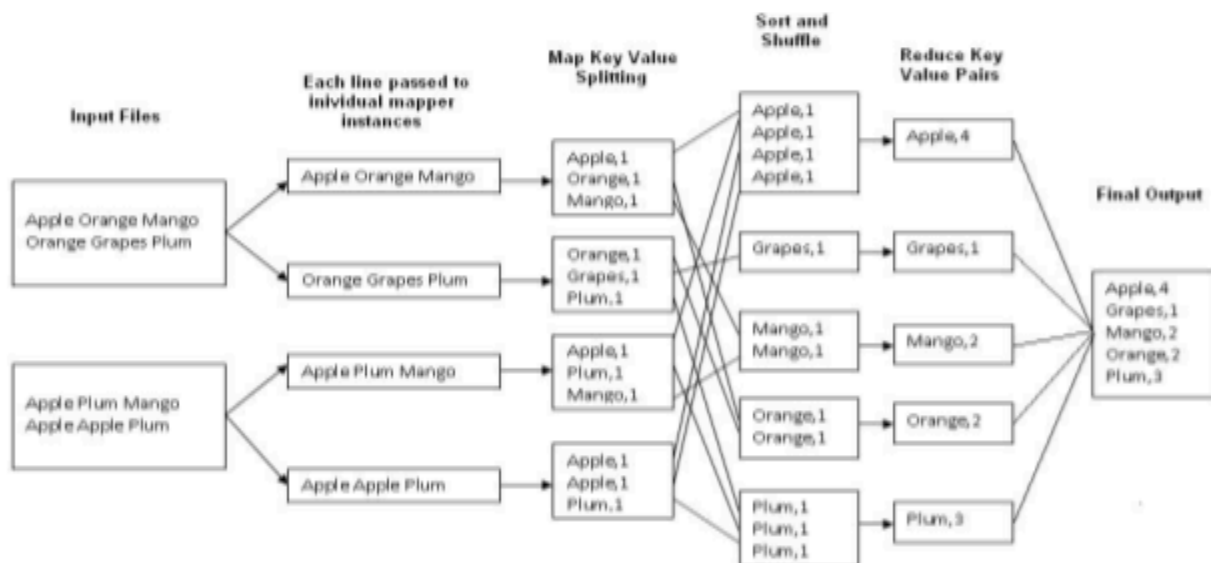 Input Files
Apple Orange Mango
Orange Grapes Plum
Apple Plum Mango
Apple Apple Plum
Each line passed to
inividual mapper
instances
Apple Orange Mango
Orange Grapes Plum
Apple Plum Mango
Apple Apple Plum
Map Key Value
Splitting
Apple,1
Orange,1
Mango,1
Orange,1
Grapes,1
Plum,1
Apple,1
Plum,1
Mango,1
Apple,1
Apple,1
Plum,1
Sort and
Shuffle
Apple,1
Apple,1
Apple,1
Apple,1
Grapes,1
Mango,1
Mango,1
Orange,1
Orange,1
Plum,1
Plum,1
Plum,1
Reduce Key
Value Pairs
Apple,4
Grapes,1
Mango,2
Orange,2
Plum,3
Final Output
Apple,4
Grapes,1
Mango,2
Orange,2
Plum,3